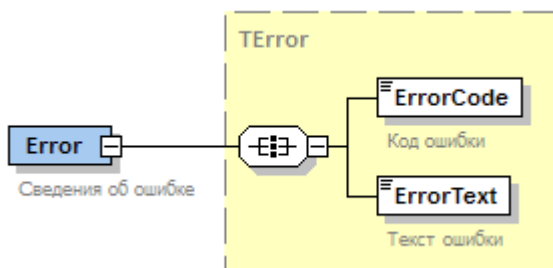 TError
ErrorCode
Код ошибки
Error
Сведения об ошибке
ErrorText
Текст ошибки